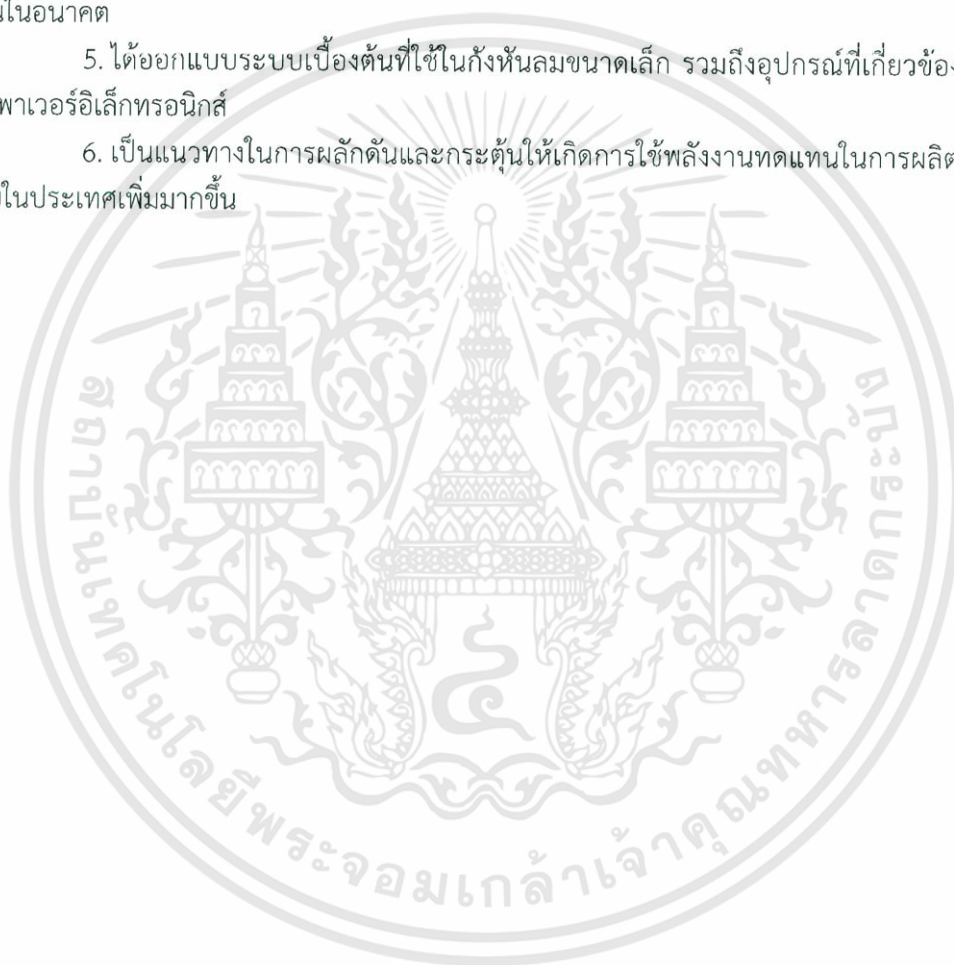 นในอนาคต
5. ได้ออกแบบระบบเบื้องต้นที่ใช้ในกังหันลมขนาดเล็ก รวมถึงอุปกรณ์ที่เกี่ยวข้อง
พาเวอร์อิเล็กทรอนิกส์
6. เป็นแนวทางในการผลักดันและกระตุ้นให้เกิดการใช้พลังงานทดแทนในการผลิต
ในประเทศเพิ่มมากขึ้น
สถาบันเทคโนโลยีพระจอมเกล้าเจ้าคุณทหารลาดกระบัง
๔